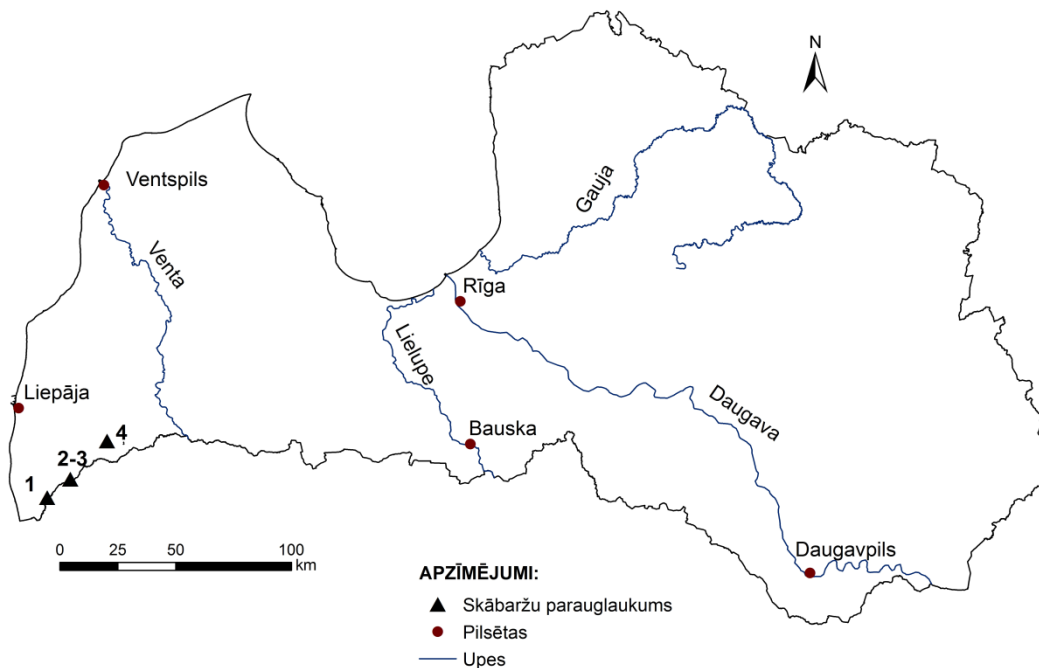 N
Ventspils
Venta
Gauja
Rīga
Lielupe
Liepāja
Daugava
Bauska
4
2-3
1
Daugavpils
0 25 50 100
km
APZĪMĒJUMI:
Skābaržu parauglaukums
Pilsētas
Upes